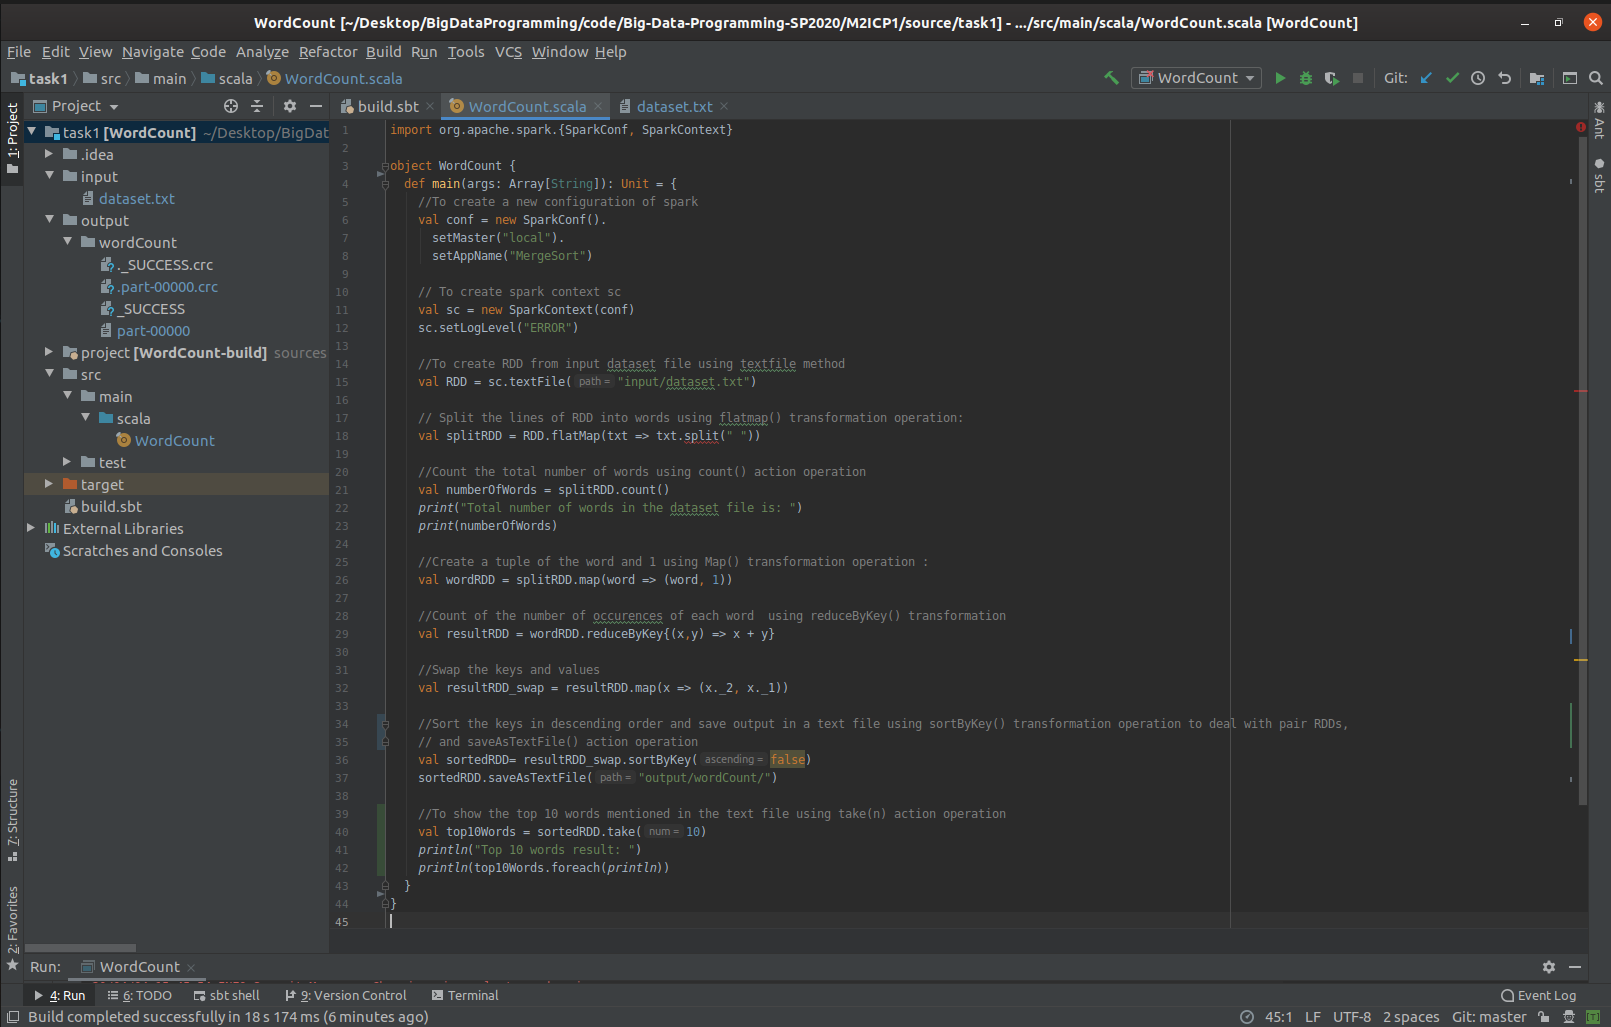 WordCount [~/Desktop/BigDataProgramming/code/Big-Data-Programming-SP2020/M2ICP1/source/task1] - .../src/main/scala/WordCount.scala [WordCount]
File Edit View Navigate Code Analyze Refactor Build Run Tools VCS Window Help
task1 src main scala WordCount.scala WordCount Git:
Project build.sbt WordCount.scala dataset.txt
1: Project
7: Structure
2: Favorites
Ant
sbt
task1 [WordCount] ~/Desktop/BigDat
.idea
input
dataset.txt
output
wordCount
._SUCCESS.crc
.part-00000.crc
_SUCCESS
part-00000
project [WordCount-build] sources
src
main
scala
WordCount
test
target
build.sbt
External Libraries
Scratches and Consoles
1 import org.apache.spark.{SparkConf, SparkContext}
2
3 object WordCount {
4 def main(args: Array[String]): Unit = {
5 //To create a new configuration of spark
6 val conf = new SparkConf().
7 setMaster("local").
8 setAppName("MergeSort")
9
10 // To create spark context sc
11 val sc = new SparkContext(conf)
12 sc.setLogLevel("ERROR")
13
14 //To create RDD from input dataset file using textfile method
15 val RDD = sc.textFile( path = "input/dataset.txt")
16
17 // Split the lines of RDD into words using flatmap() transformation operation:
18 val splitRDD = RDD.flatMap(txt => txt.split(" "))
19
20 //Count the total number of words using count() action operation
21 val numberOfWords = splitRDD.count()
22 print("Total number of words in the dataset file is: ")
23 print(numberOfWords)
24
25 //Create a tuple of the word and 1 using Map() transformation operation :
26 val wordRDD = splitRDD.map(word => (word, 1))
27
28 //Count of the number of occurences of each word  using reduceByKey() transformation
29 val resultRDD = wordRDD.reduceByKey{(x,y) => x + y}
30
31 //Swap the keys and values
32 val resultRDD_swap = resultRDD.map(x => (x._2, x._1))
33
34 //Sort the keys in descending order and save output in a text file using sortByKey() transformation operation to deal with pair RDDs,
35 // and saveAsTextFile() action operation
36 val sortedRDD= resultRDD_swap.sortByKey( ascending = false)
37 sortedRDD.saveAsTextFile( path = "output/wordCount/")
38
39 //To show the top 10 words mentioned in the text file using take(n) action operation
40 val top10Words = sortedRDD.take( num = 10)
41 println("Top 10 words result: ")
42 println(top10Words.foreach(println))
43 }
44 }
45
Run: WordCount
4: Run 6: TODO sbt shell 9: Version Control Terminal Event Log
Build completed successfully in 18 s 174 ms (6 minutes ago) 45:1 LF UTF-8 2 spaces Git: master